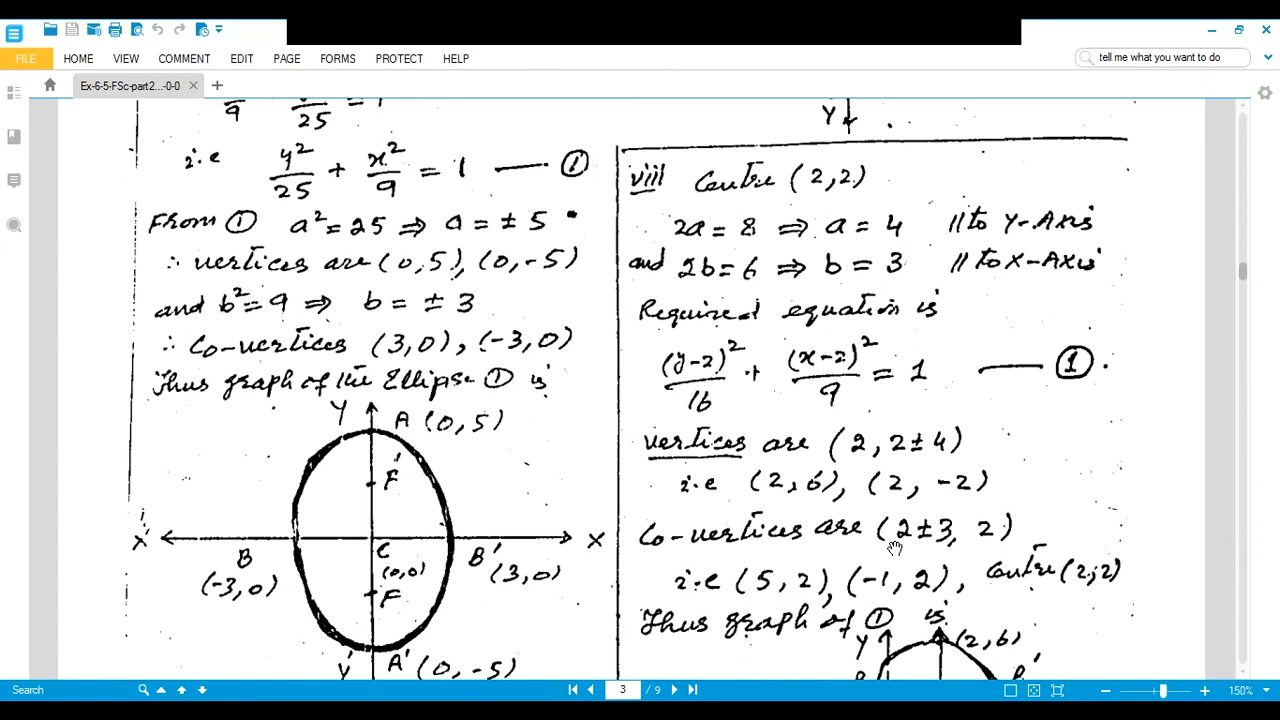 FILE HOME VIEW COMMENT EDIT PAGE FORMS PROTECT HELP
tell me what you want to do
Ex-6-5-FSc-part2...-0-0
9 25 = 1
i.e y²/25 + x²/9 = 1 —— ①
From ① a² = 25 ⇒ a = ± 5
∴ vertices are (0,5), (0,-5)
and b² = 9 ⇒ b = ± 3
∴ Co-vertices (3,0), (-3,0)
Thus graph of the Ellipse ① is
Y A (0,5)
F'
X' X
B C B'
(-3,0) (0,0) (3,0)
F
Y' A' (0,-5)
Y
viii Centre (2,2)
2a = 8 ⇒ a = 4 // to Y-Axis
and 2b = 6 ⇒ b = 3 // to X-Axis
Required equation is
(y-2)²/16 + (x-2)²/9 = 1 —— ①
vertices are (2, 2±4)
i.e (2,6), (2,-2)
Co-vertices are (2±3, 2)
i.e (5,2), (-1,2), Centre (2,2)
Thus graph of ① is
Y (2,6)
Search 3 / 9 150%